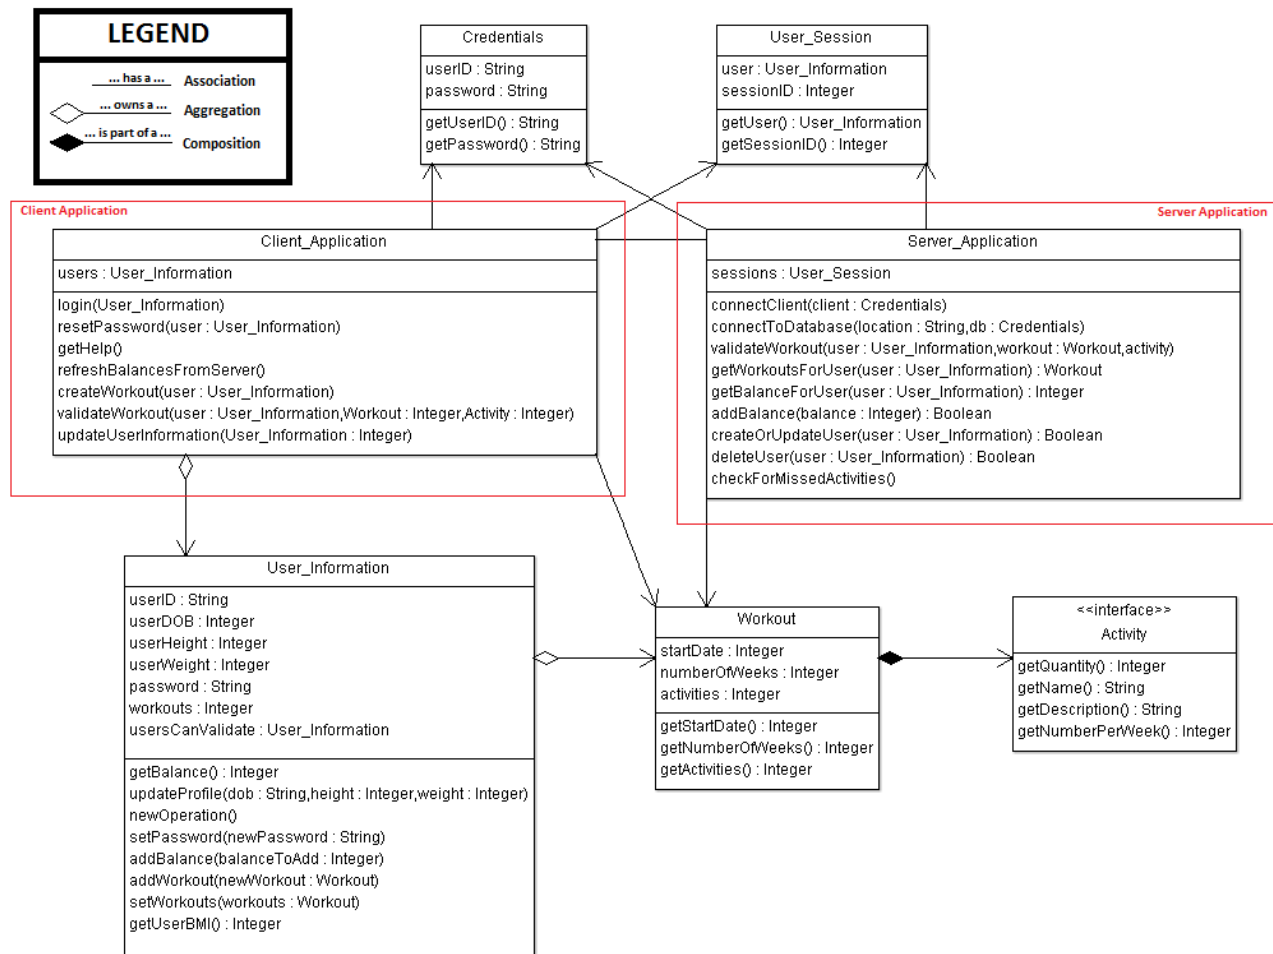 LEGEND
... has a ...
Association
... owns a ...
Aggregation
... is part of a ...
Composition
Credentials
userID : String
password : String
getUserID() : String
getPassword() : String
User_Session
user : User_Information
sessionID : Integer
getUser() : User_Information
getSessionID() : Integer
Client Application
Client_Application
users : User_Information
login(User_Information)
resetPassword(user : User_Information)
getHelp()
refreshBalancesFromServer()
createWorkout(user : User_Information)
validateWorkout(user : User_Information,Workout : Integer,Activity : Integer)
updateUserInformation(User_Information : Integer)
Server Application
Server_Application
sessions : User_Session
connectClient(client : Credentials)
connectToDatabase(location : String,db : Credentials)
validateWorkout(user : User_Information,workout : Workout,activity)
getWorkoutsForUser(user : User_Information) : Workout
getBalanceForUser(user : User_Information) : Integer
addBalance(balance : Integer) : Boolean
createOrUpdateUser(user : User_Information) : Boolean
deleteUser(user : User_Information) : Boolean
checkForMissedActivities()
User_Information
userID : String
userDOB : Integer
userHeight : Integer
userWeight : Integer
password : String
workouts : Integer
usersCanValidate : User_Information
getBalance() : Integer
updateProfile(dob : String,height : Integer,weight : Integer)
newOperation()
setPassword(newPassword : String)
addBalance(balanceToAdd : Integer)
addWorkout(newWorkout : Workout)
setWorkouts(workouts : Workout)
getUserBMI() : Integer
Workout
startDate : Integer
numberOfWeeks : Integer
activities : Integer
getStartDate() : Integer
getNumberOfWeeks() : Integer
getActivities() : Integer
<<interface>>
Activity
getQuantity() : Integer
getName() : String
getDescription() : String
getNumberPerWeek() : Integer